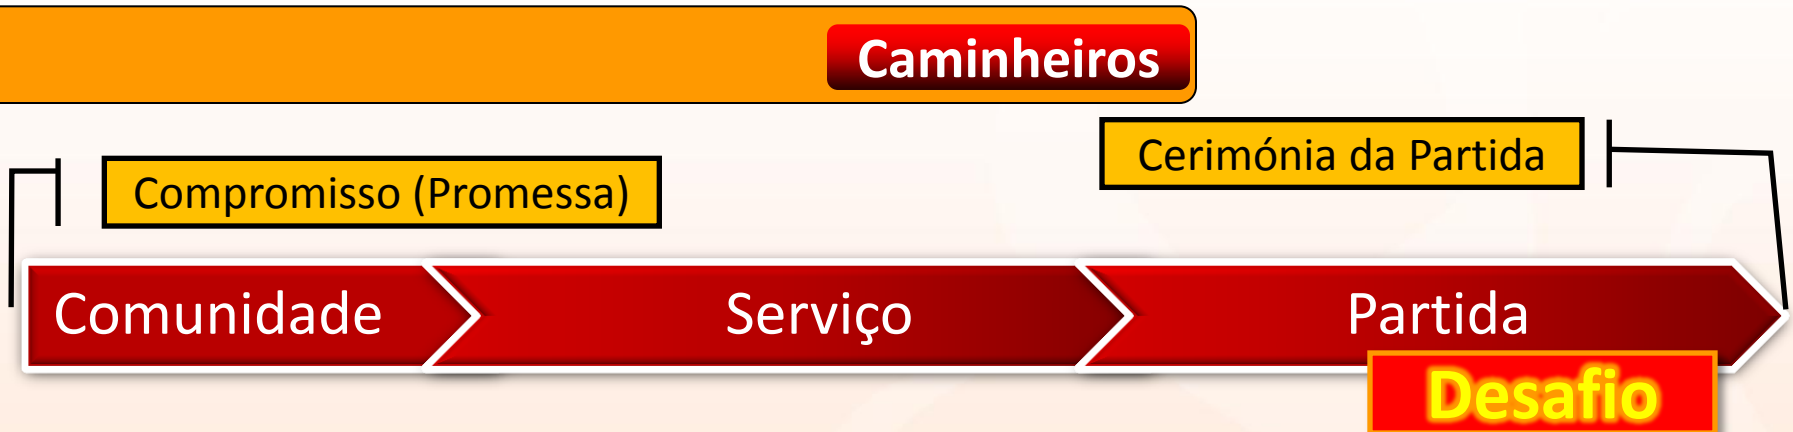 Caminheiros
Cerimónia da Partida
Compromisso (Promessa)
Comunidade
Serviço
Partida
Desafio